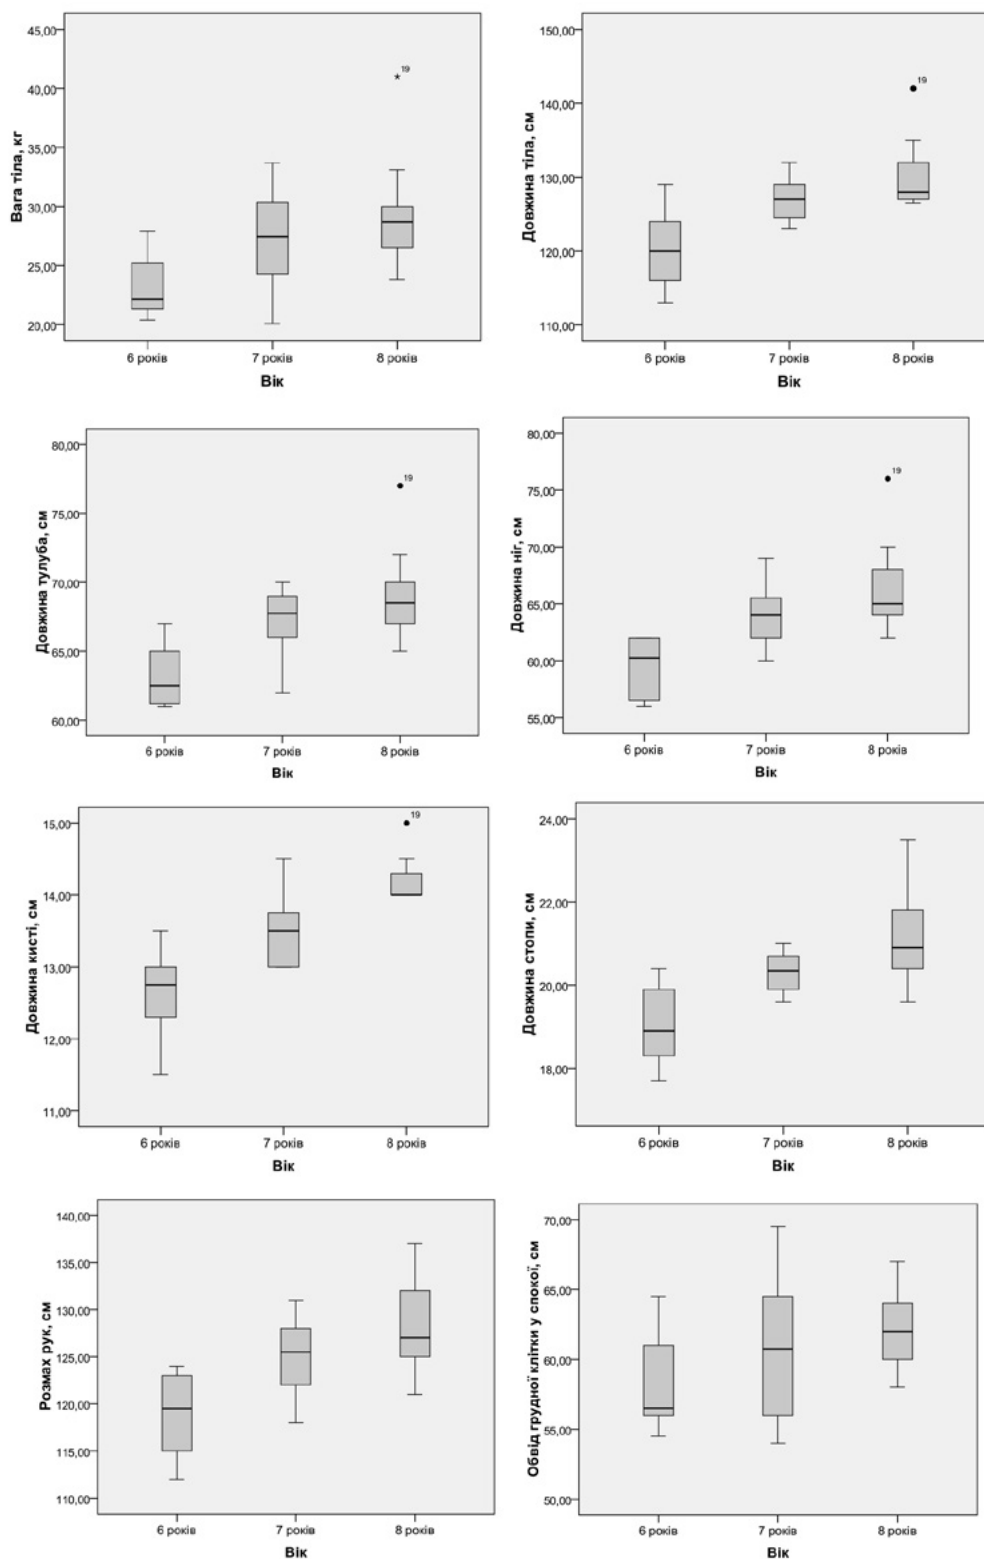 Вага тіла, кг
45,00
40,00
35,00
30,00
25,00
20,00
19
6 років 7 років 8 років
Вік
Довжина тіла, см
150,00
140,00
130,00
120,00
110,00
19
6 років 7 років 8 років
Вік
Довжина тулуба, см
80,00
75,00
70,00
65,00
60,00
19
6 років 7 років 8 років
Вік
Довжина ніг, см
80,00
75,00
70,00
65,00
60,00
55,00
19
6 років 7 років 8 років
Вік
Довжина кисті, см
15,00
14,00
13,00
12,00
11,00
19
6 років 7 років 8 років
Вік
Довжина стопи, см
24,00
22,00
20,00
18,00
6 років 7 років 8 років
Вік
Розмах рук, см
140,00
135,00
130,00
125,00
120,00
115,00
110,00
6 років 7 років 8 років
Вік
Обвід грудної клітки у спокої, см
70,00
65,00
60,00
55,00
50,00
6 років 7 років 8 років
Вік